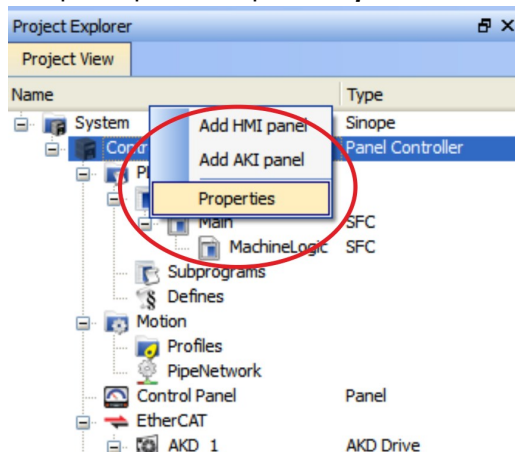 Project Explorer
Project View
Name Type
System Sinope
Add HMI panel
Contr Panel Controller
Add AKI panel
Properties
Main SFC
MachineLogic SFC
Subprograms
Defines
Motion
Profiles
PipeNetwork
Control Panel Panel
EtherCAT
AKD_1 AKD Drive